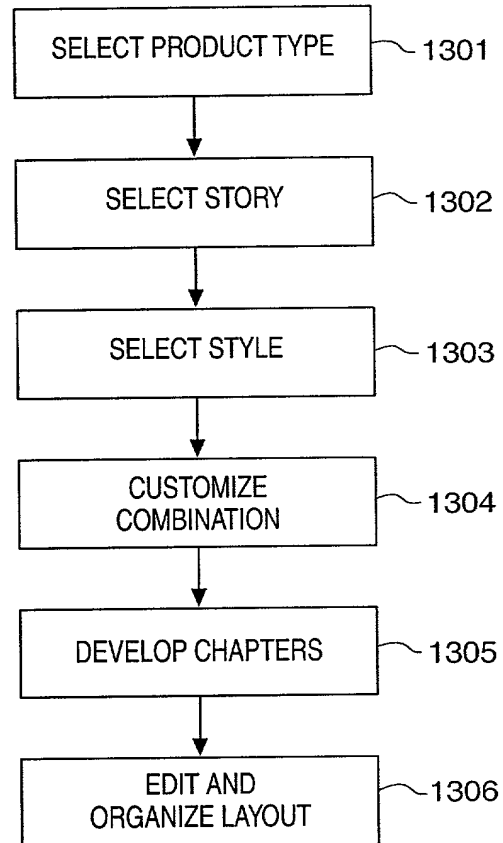 SELECT PRODUCT TYPE
1301
SELECT STORY
1302
SELECT STYLE
1303
CUSTOMIZE
COMBINATION
1304
DEVELOP CHAPTERS
1305
EDIT AND
ORGANIZE LAYOUT
1306